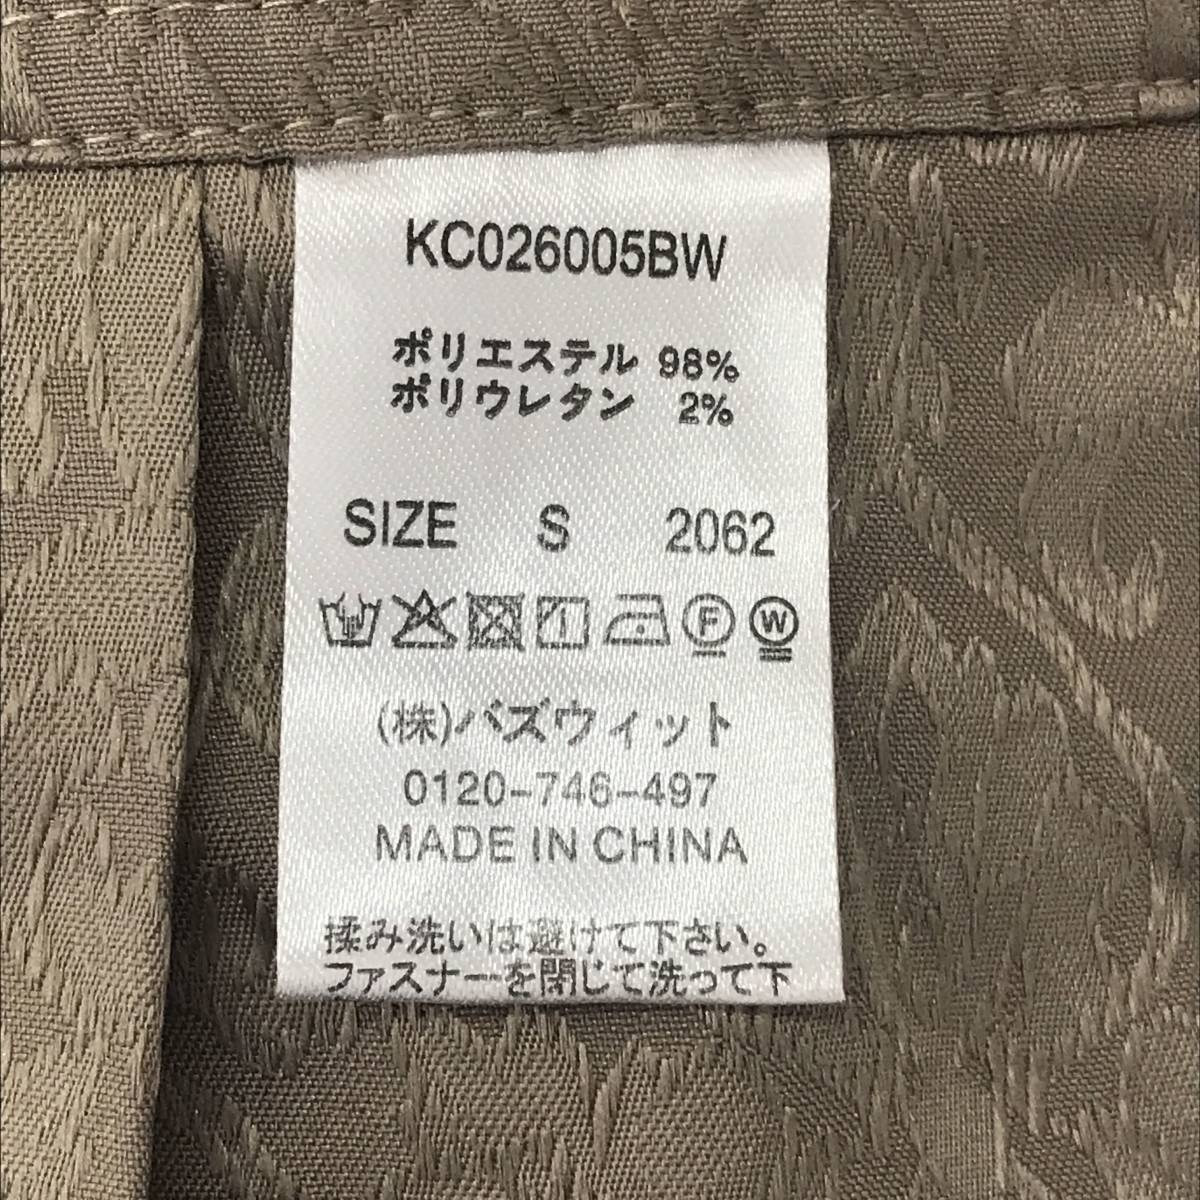 KC026005BW
ポリエステル 98%
ポリウレタン 2%
SIZE S 2062
F W
(株)バズウィット
0120-746-497
MADE IN CHINA
揉み洗いは避けて下さい。
ファスナーを閉じて洗って下